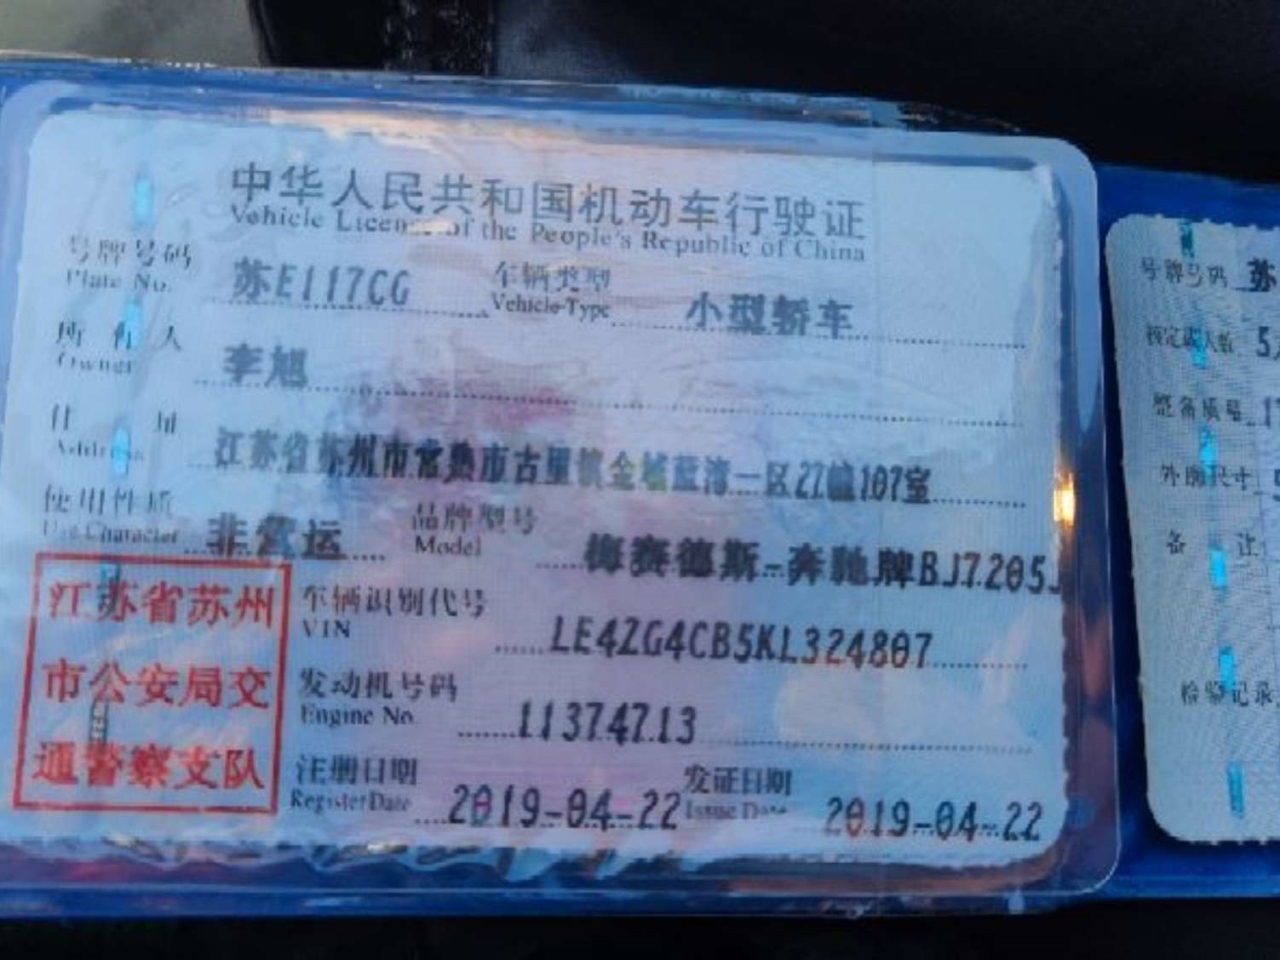 中华人民共和国机动车行驶证
Vehicle License of the People's Republic of China
号牌号码 苏E117CG 车辆类型 小型轿车
Plate No. Vehicle Type
所有人 李旭
Owner
住址 江苏省苏州市常熟市古里镇金城蓝湾一区27幢107室
Address
使用性质 非营运 品牌型号 梅赛德斯-奔驰牌BJ7205
Use Character Model
江苏省苏州
市公安局交
通警察支队
车辆识别代号 LE4ZG4CB5KL324807
VIN
发动机号码 11374713
Engine No.
注册日期 2019-04-22 发证日期 2019-04-22
Register Date Issue Date
号牌号码 苏
核定载人数 5
整备质量 1
外廓尺寸
备注
检验记录